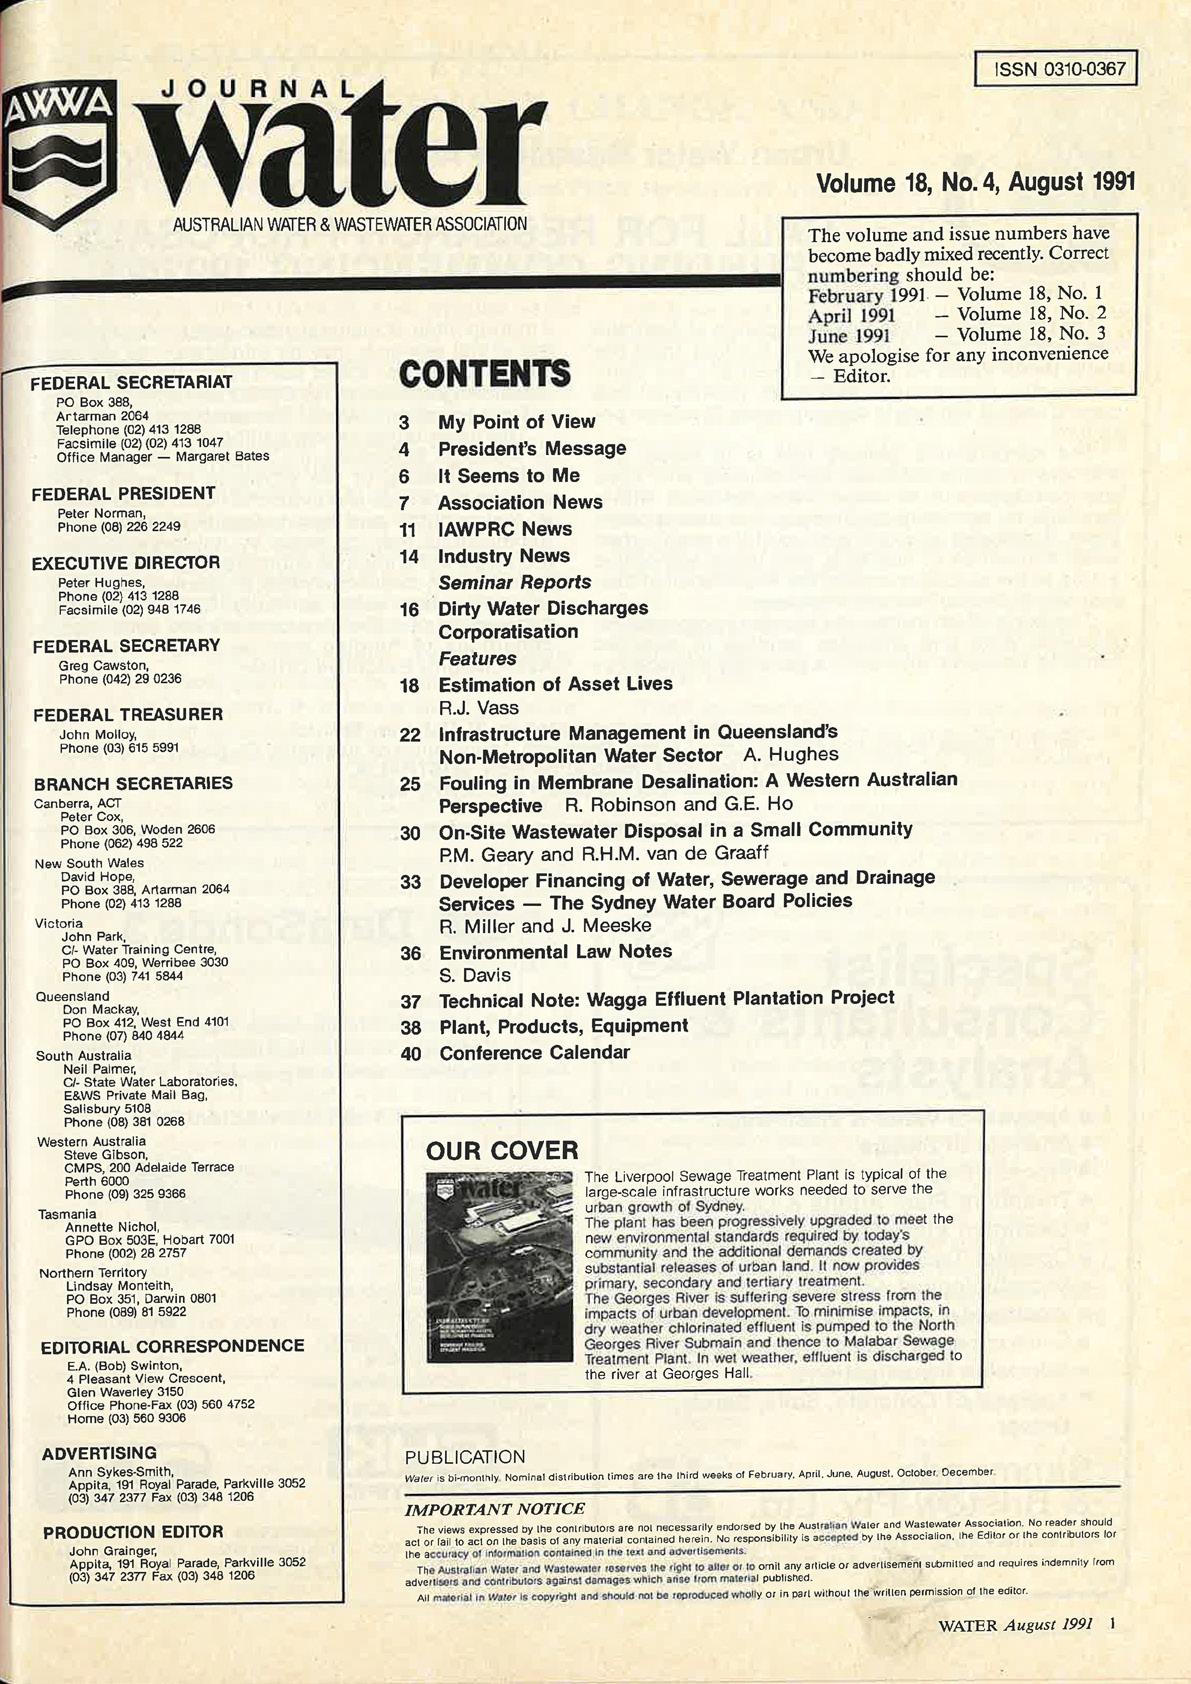 ISSN 0310-0367
AWWA
JOURNAL
water
AUSTRALIAN WATER & WASTEWATER ASSOCIATION
Volume 18, No. 4, August 1991
The volume and issue numbers have
become badly mixed recently. Correct
numbering should be:
February 1991 – Volume 18, No. 1
April 1991 – Volume 18, No. 2
June 1991 – Volume 18, No. 3
We apologise for any inconvenience
– Editor.
FEDERAL SECRETARIAT
PO Box 388,
Artarman 2064
Telephone (02) 413 1288
Facsimile (02) (02) 413 1047
Office Manager — Margaret Bates
FEDERAL PRESIDENT
Peter Norman,
Phone (08) 226 2249
EXECUTIVE DIRECTOR
Peter Hughes,
Phone (02) 413 1288
Facsimile (02) 948 1746
FEDERAL SECRETARY
Greg Cawston,
Phone (042) 29 0236
FEDERAL TREASURER
John Molloy,
Phone (03) 615 5991
BRANCH SECRETARIES
Canberra, ACT
Peter Cox,
PO Box 306, Woden 2606
Phone (062) 498 522
New South Wales
David Hope,
PO Box 388, Artarman 2064
Phone (02) 413 1288
Victoria
John Park,
C/- Water Training Centre,
PO Box 409, Werribee 3030
Phone (03) 741 5844
Queensland
Don Mackay,
PO Box 412, West End 4101
Phone (07) 840 4844
South Australia
Neil Palmer,
C/- State Water Laboratories,
E&WS Private Mail Bag,
Salisbury 5108
Phone (08) 381 0268
Western Australia
Steve Gibson,
CMPS, 200 Adelaide Terrace
Perth 6000
Phone (09) 325 9366
Tasmania
Annette Nichol,
GPO Box 503E, Hobart 7001
Phone (002) 28 2757
Northern Territory
Lindsay Monteith,
PO Box 351, Darwin 0801
Phone (089) 81 5922
EDITORIAL CORRESPONDENCE
E.A. (Bob) Swinton,
4 Pleasant View Crescent,
Glen Waverley 3150
Office Phone-Fax (03) 560 4752
Home (03) 560 9306
ADVERTISING
Ann Sykes-Smith,
Appita, 191 Royal Parade, Parkville 3052
(03) 347 2377 Fax (03) 348 1206
PRODUCTION EDITOR
John Grainger,
Appita, 191 Royal Parade, Parkville 3052
(03) 347 2377 Fax (03) 348 1206
CONTENTS
3 My Point of View
4 President's Message
6 It Seems to Me
7 Association News
11 IAWPRC News
14 Industry News
Seminar Reports
16 Dirty Water Discharges
Corporatisation
Features
18 Estimation of Asset Lives
R.J. Vass
22 Infrastructure Management in Queensland's
Non-Metropolitan Water Sector A. Hughes
25 Fouling in Membrane Desalination: A Western Australian
Perspective R. Robinson and G.E. Ho
30 On-Site Wastewater Disposal in a Small Community
P.M. Geary and R.H.M. van de Graaff
33 Developer Financing of Water, Sewerage and Drainage
Services — The Sydney Water Board Policies
R. Miller and J. Meeske
36 Environmental Law Notes
S. Davis
37 Technical Note: Wagga Effluent Plantation Project
38 Plant, Products, Equipment
40 Conference Calendar
OUR COVER
water
INFRASTRUCTURE
The Liverpool Sewage Treatment Plant is typical of the
large-scale infrastructure works needed to serve the
urban growth of Sydney.
The plant has been progressively upgraded to meet the
new environmental standards required by today's
community and the additional demands created by
substantial releases of urban land. It now provides
primary, secondary and tertiary treatment.
The Georges River is suffering severe stress from the
impacts of urban development. To minimise impacts, in
dry weather chlorinated effluent is pumped to the North
Georges River Submain and thence to Malabar Sewage
Treatment Plant. In wet weather, effluent is discharged to
the river at Georges Hall.
PUBLICATION
Water is bi-monthly. Nominal distribution times are the third weeks of February, April, June, August, October, December.
IMPORTANT NOTICE
The views expressed by the contributors are not necessarily endorsed by the Australian Water and Wastewater Association. No reader should
act or fail to act on the basis of any material contained herein. No responsibility is accepted by the Association, the Editor or the contributors for
the accuracy of information contained in the text and advertisements.
The Australian Water and Wastewater reserves the right to alter or to omit any article or advertisement submitted and requires indemnity from
advertisers and contributors against damages which arise from material published.
All material in Water is copyright and should not be reproduced wholly or in part without the written permission of the editor.
WATER August 1991 1